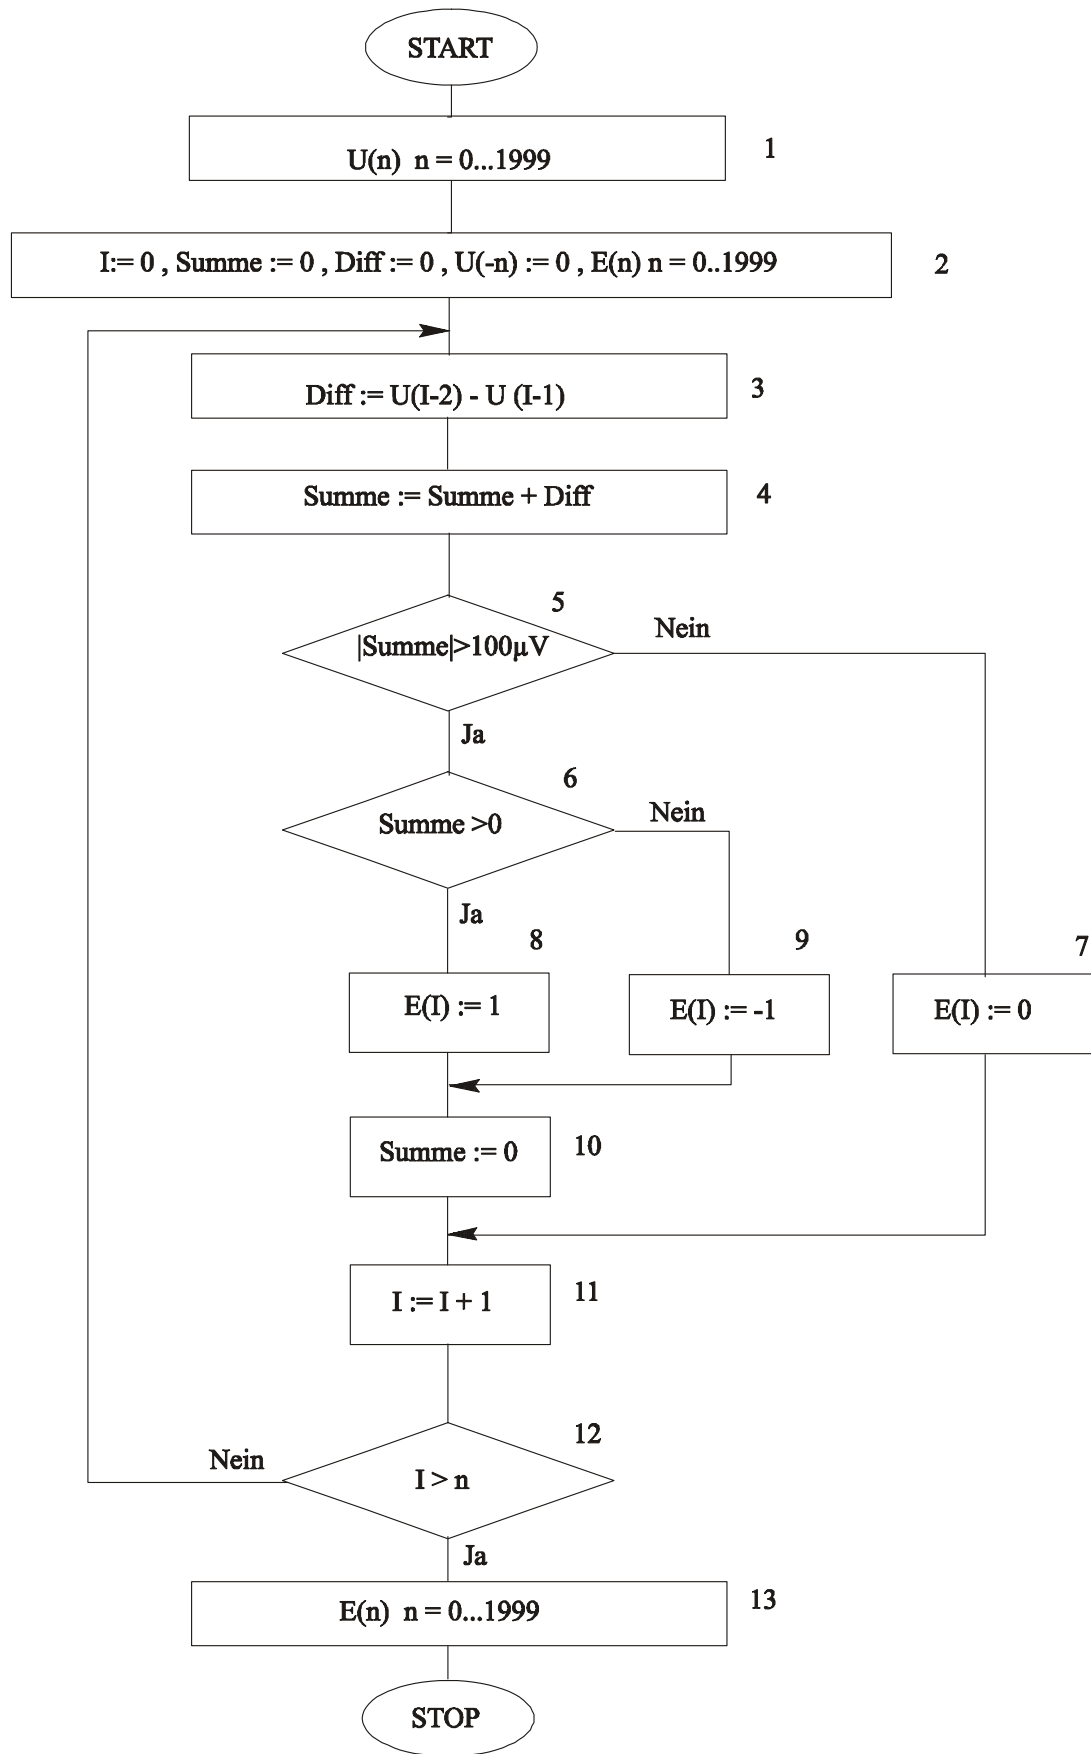 START
U(n) n = 0...1999
1
I:= 0 , Summe := 0 , Diff := 0 , U(-n) := 0 , E(n) n = 0..1999
2
Diff := U(I-2) - U (I-1)
3
Summe := Summe + Diff
4
5
|Summe|>100µV
Nein
Ja
6
Summe >0
Nein
Ja
8
9
7
E(I) := 1
E(I) := -1
E(I) := 0
Summe := 0
10
I := I + 1
11
12
Nein
I > n
Ja
E(n) n = 0...1999
13
STOP